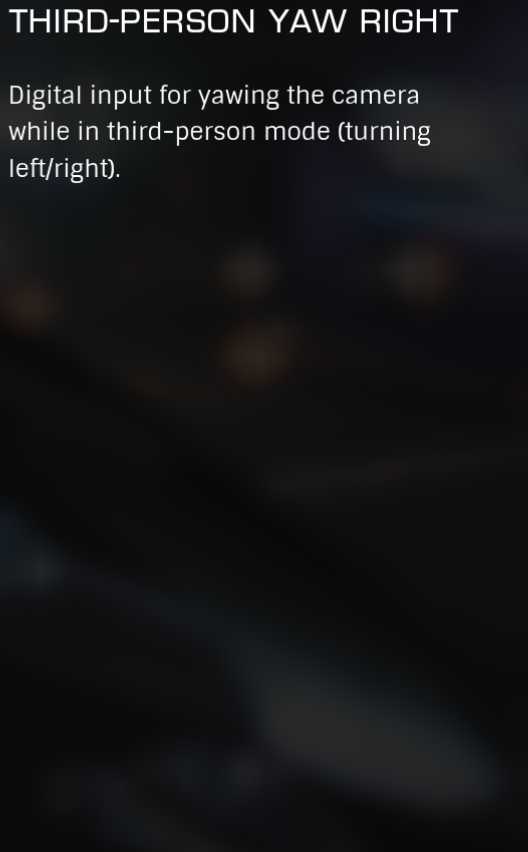 THIRD-PERSON YAW RIGHT
Digital input for yawing the camera
while in third-person mode (turning
left/right).